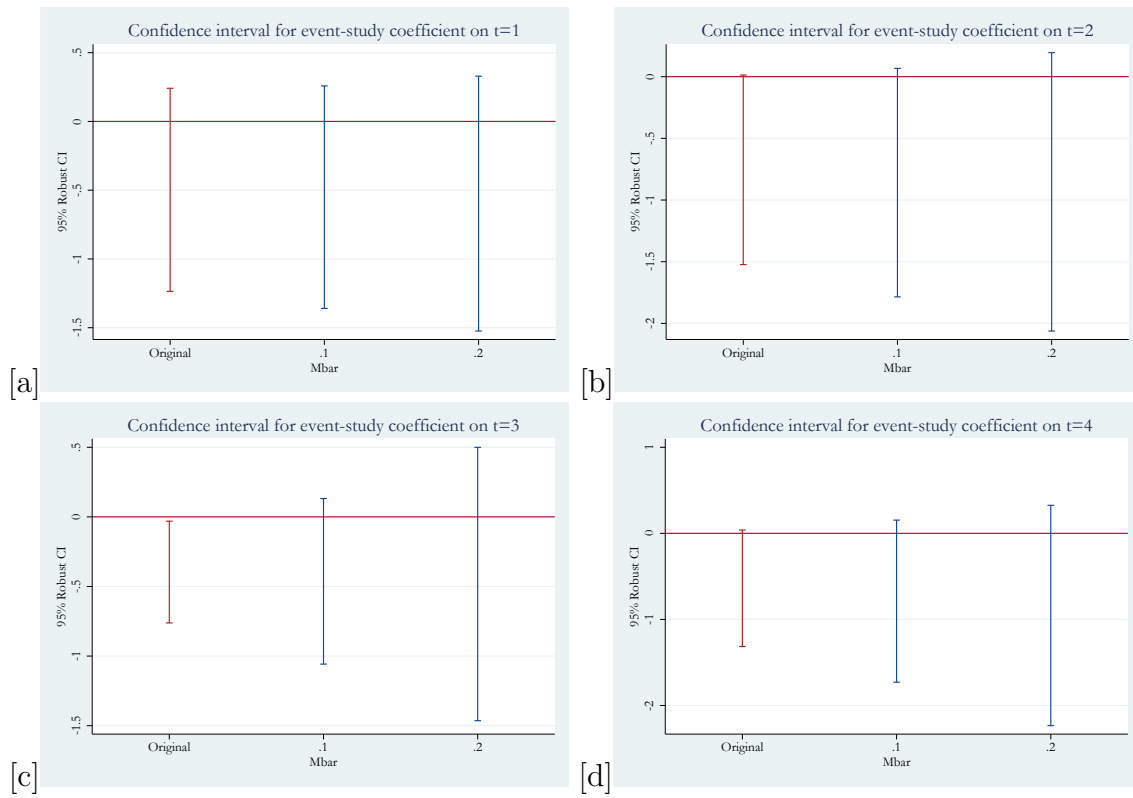 Confidence interval for event-study coefficient on t=1
95% Robust CI
.5
0
-.5
-1
-1.5
Original
.1
.2
Mbar
[a]
Confidence interval for event-study coefficient on t=2
95% Robust CI
0
-.5
-1
-1.5
-2
Original
.1
.2
Mbar
[b]
Confidence interval for event-study coefficient on t=3
95% Robust CI
.5
0
-.5
-1
-1.5
Original
.1
.2
Mbar
[c]
Confidence interval for event-study coefficient on t=4
95% Robust CI
1
0
-1
-2
Original
.1
.2
Mbar
[d]